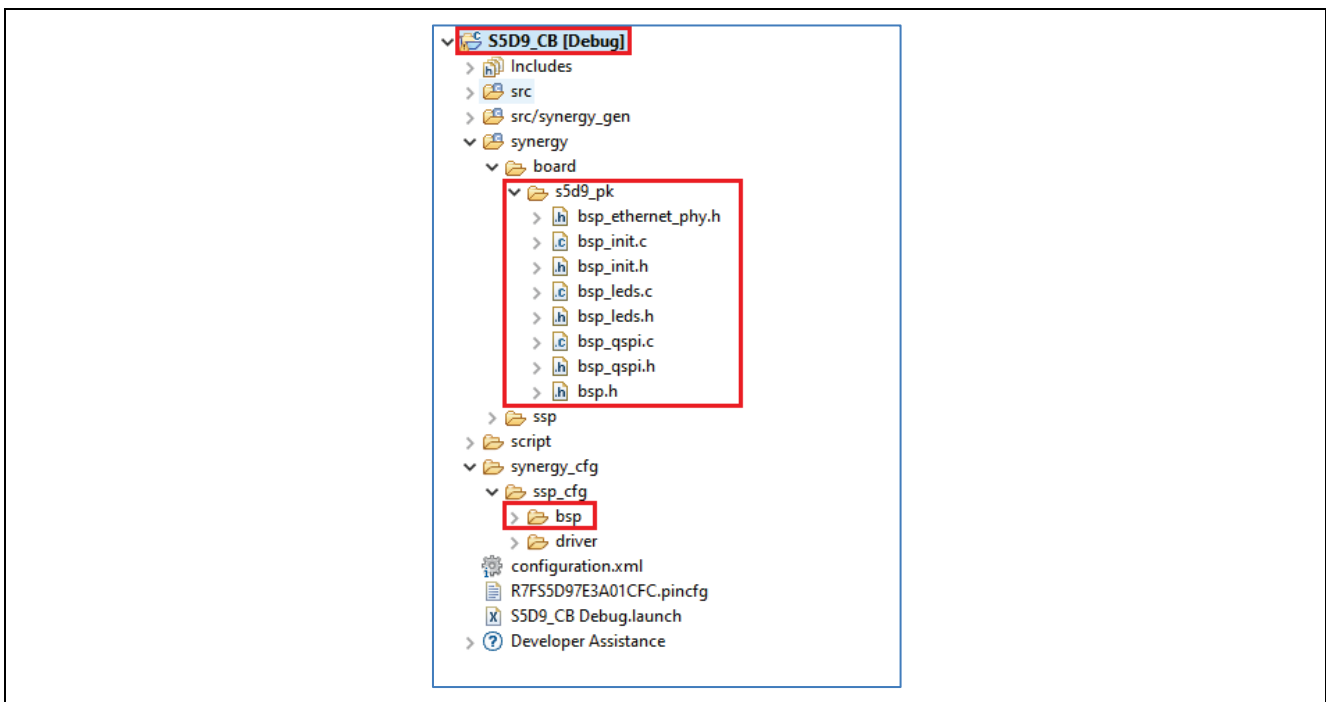 S5D9_CB [Debug]
Includes
src
src/synergy_gen
synergy
board
s5d9_pk
.h bsp_ethernet_phy.h
.c bsp_init.c
.h bsp_init.h
.c bsp_leds.c
.h bsp_leds.h
.c bsp_qspi.c
.h bsp_qspi.h
.h bsp.h
ssp
script
synergy_cfg
ssp_cfg
bsp
driver
configuration.xml
R7FS5D97E3A01CFC.pincfg
S5D9_CB Debug.launch
Developer Assistance